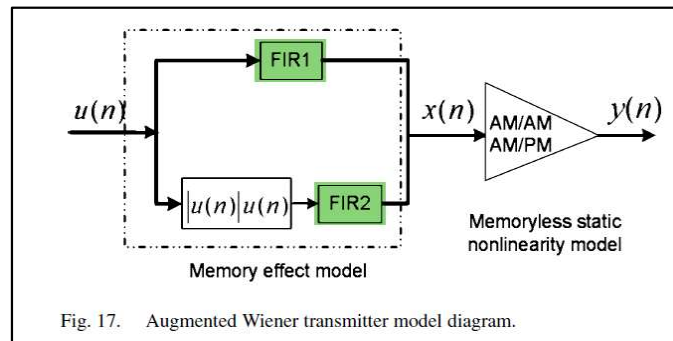 FIR1
u(n)
x(n)
AM/AM
AM/PM
y(n)
|u(n)|u(n)
FIR2
Memoryless static
nonlinearity model
Memory effect model
Fig. 17. Augmented Wiener transmitter model diagram.